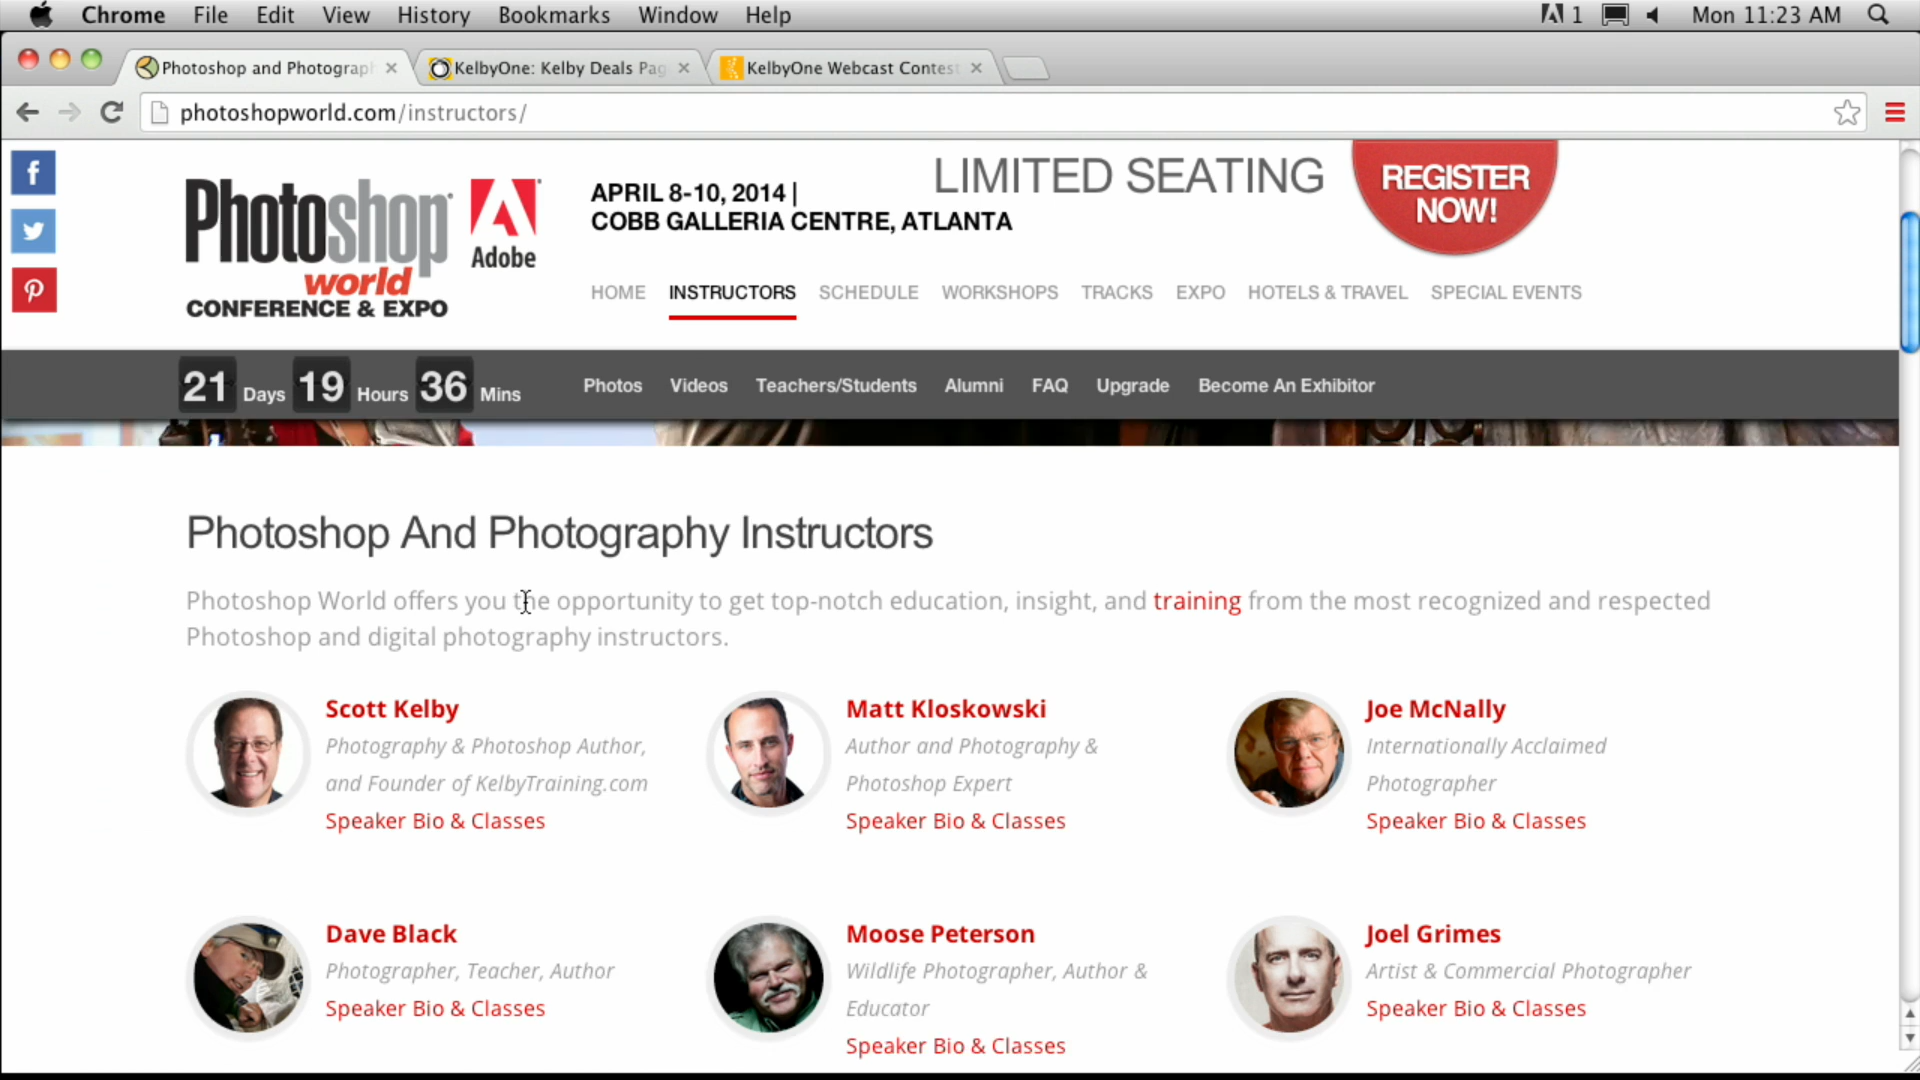 Chrome File Edit View History Bookmarks Window Help
1 Mon 11:23 AM
Photoshop and Photograp
KelbyOne: Kelby Deals Pag
KelbyOne Webcast Contest
photoshopworld.com/instructors/
Photoshop
world
CONFERENCE & EXPO
Adobe
APRIL 8-10, 2014 |
COBB GALLERIA CENTRE, ATLANTA
LIMITED SEATING
REGISTER
NOW!
HOME INSTRUCTORS SCHEDULE WORKSHOPS TRACKS EXPO HOTELS & TRAVEL SPECIAL EVENTS
21 Days 19 Hours 36 Mins
Photos Videos Teachers/Students Alumni FAQ Upgrade Become An Exhibitor
Photoshop And Photography Instructors
Photoshop World offers you the opportunity to get top-notch education, insight, and training from the most recognized and respected
Photoshop and digital photography instructors.
Scott Kelby
Photography & Photoshop Author,
and Founder of KelbyTraining.com
Speaker Bio & Classes
Matt Kloskowski
Author and Photography &
Photoshop Expert
Speaker Bio & Classes
Joe McNally
Internationally Acclaimed
Photographer
Speaker Bio & Classes
Dave Black
Photographer, Teacher, Author
Speaker Bio & Classes
Moose Peterson
Wildlife Photographer, Author &
Educator
Speaker Bio & Classes
Joel Grimes
Artist & Commercial Photographer
Speaker Bio & Classes